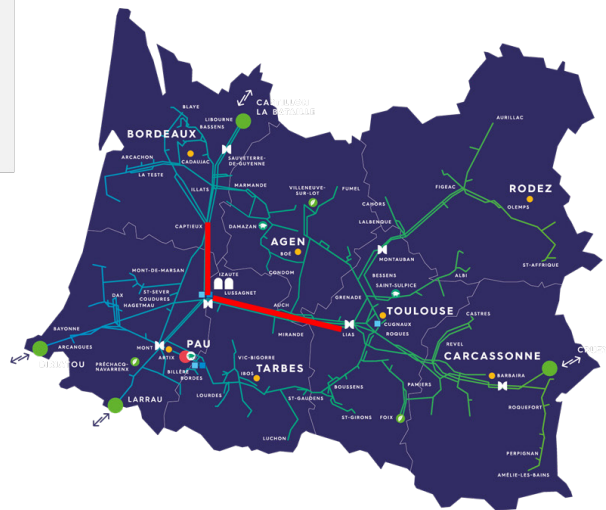 BLAYE
LIBOURNE
BASSENS
LA
BORDEAUX
CADAUJAC
SAUVETERRE-
DE-GUYENNE
ARCACHON
LA TESTE
ILLATS
MARMANDE
VILLENEUVE-
SUR-LOT
FUMEL
AURILLAC
FIGEAC
RODEZ
OLEMPS
CAHORS
LALBENQUE
CAPTIEUX
DAMAZAN
AGEN
BOÉ
CONDOM
MONTAUBAN
ST-AFFRIQUE
MONT-DE-MARSAN
IZAUTE
LUSSAGNET
BESSENS
SAINT-SULPICE
ALBI
DAX
ST-SEVER
COUDURES
HAGETMAU
AUCH
GRENADE
TOULOUSE
CUGNAUX
ROQUES
CASTRES
BAYONNE
ARCANGUES
MIRANDE
LIAS
REVEL
CARCASSONNE
BARBAIRA
MONT
ARTIX
PAU
PRÉCHACQ-
NAVARRENX
BILLÈRE
BORDES
VIC-BIGORRE
IBOS
TARBES
BOUSSENS
PAMIERS
ROQUEFORT
LARRAU
LOURDES
ST-GAUDENS
ST-GIRONS
FOIX
LUCHON
PERPIGNAN
AMÉLIE-LES-BAINS